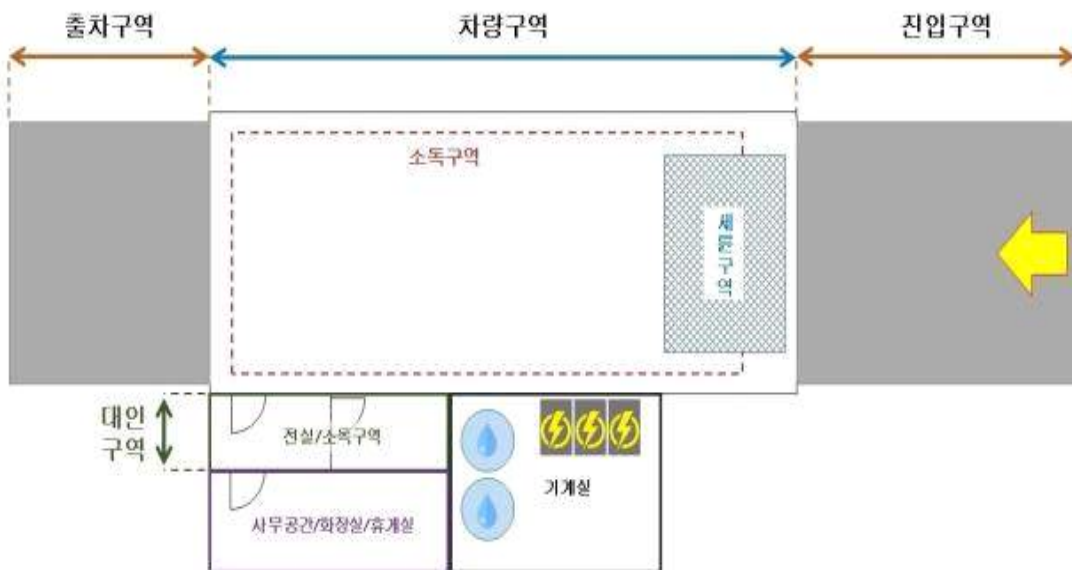 출차구역
차량구역
진입구역
소독구역
세륜구역
대인
구역
전실/소독구역
기계실
사무공간/화장실/휴게실